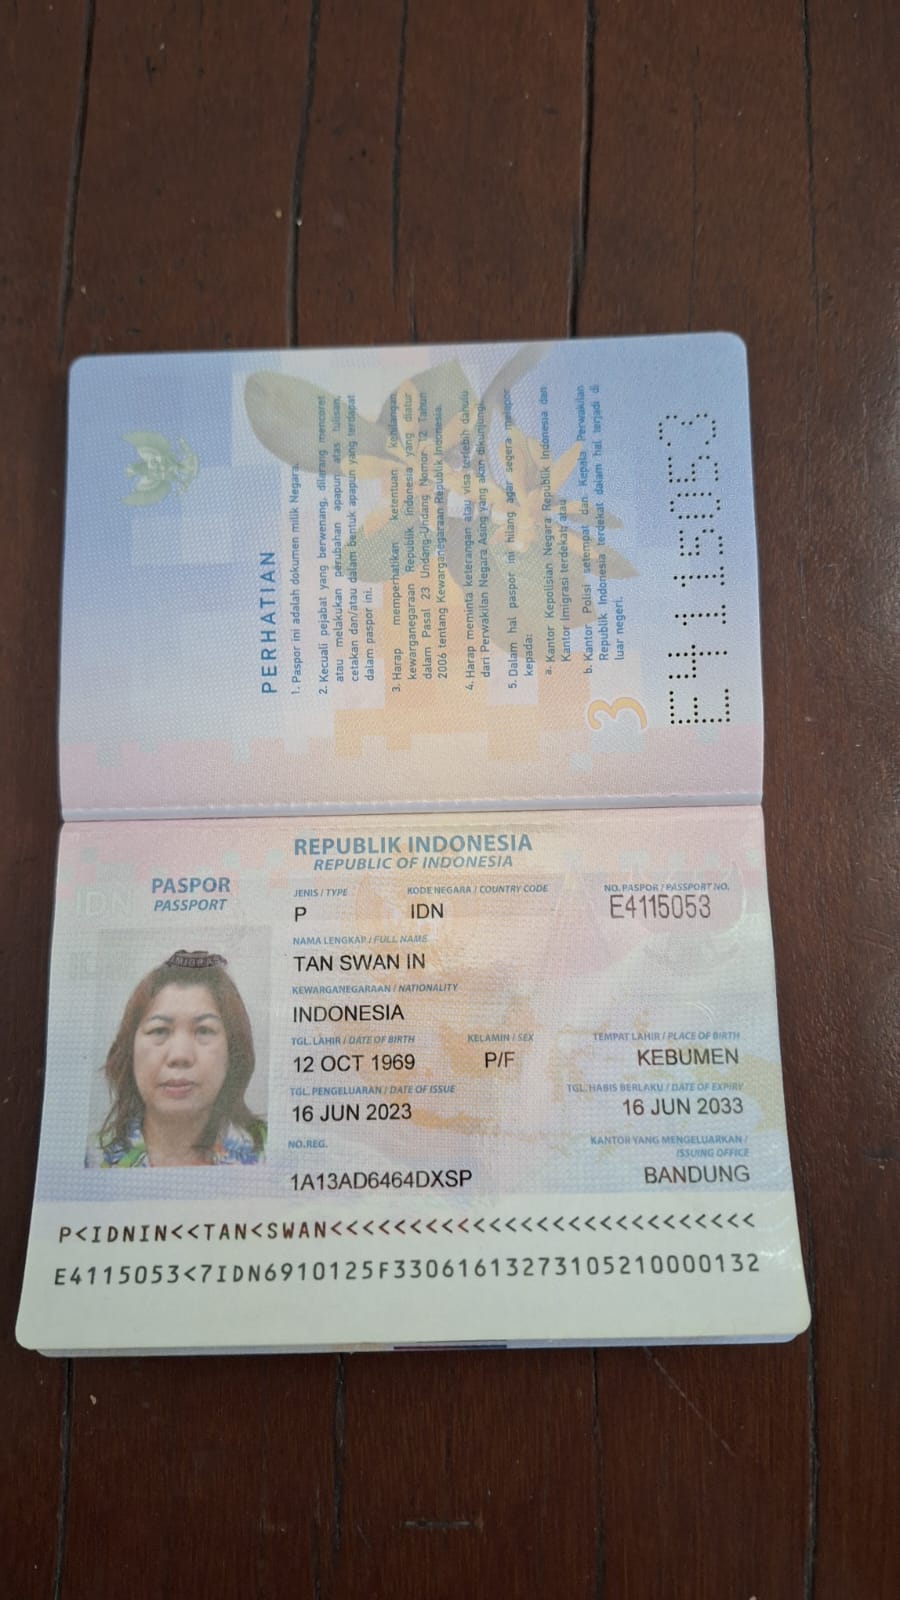 PERHATIAN
1. Paspor ini adalah dokumen milik Negara.
2. Kecuali pejabat yang berwenang, dilarang mencoret
atau melakukan perubahan apapun atas tulisan,
cetakan dan/atau dalam bentuk apapun yang terdapat
dalam paspor ini.
3. Harap memperhatikan ketentuan kehilangan
kewarganegaraan Republik Indonesia yang diatur
dalam Pasal 23 Undang-Undang Nomor 12 Tahun
2006 tentang Kewarganegaraan Republik Indonesia.
4. Harap meminta keterangan atau visa terlebih dahulu
dari Perwakilan Negara Asing yang akan dikunjungi.
5. Dalam hal paspor ini hilang agar segera melapor
kepada:
a. Kantor Kepolisian Negara Republik Indonesia dan
Kantor Imigrasi terdekat; atau
b. Kantor Polisi setempat dan Kepala Perwakilan
Republik Indonesia terdekat dalam hal terjadi di
luar negeri.
3
E4115053
REPUBLIK INDONESIA
REPUBLIC OF INDONESIA
IDN
PASPOR
PASSPORT
JENIS / TYPE KODE NEGARA / COUNTRY CODE NO. PASPOR / PASSPORT NO.
P IDN E4115053
NAMA LENGKAP / FULL NAME
TAN SWAN IN
KEWARGANEGARAAN / NATIONALITY
INDONESIA
TGL. LAHIR / DATE OF BIRTH KELAMIN / SEX TEMPAT LAHIR / PLACE OF BIRTH
12 OCT 1969 P/F KEBUMEN
TGL. PENGELUARAN / DATE OF ISSUE TGL. HABIS BERLAKU / DATE OF EXPIRY
16 JUN 2023 16 JUN 2033
NO. REG. KANTOR YANG MENGELUARKAN /
ISSUING OFFICE
1A13AD6464DXSP BANDUNG
P<IDNIN<<TAN<SWAN<<<<<<<<<<<<<<<<<<<<<<<<<<<
E4115053<7IDN6910125F3306161327310521000​0132